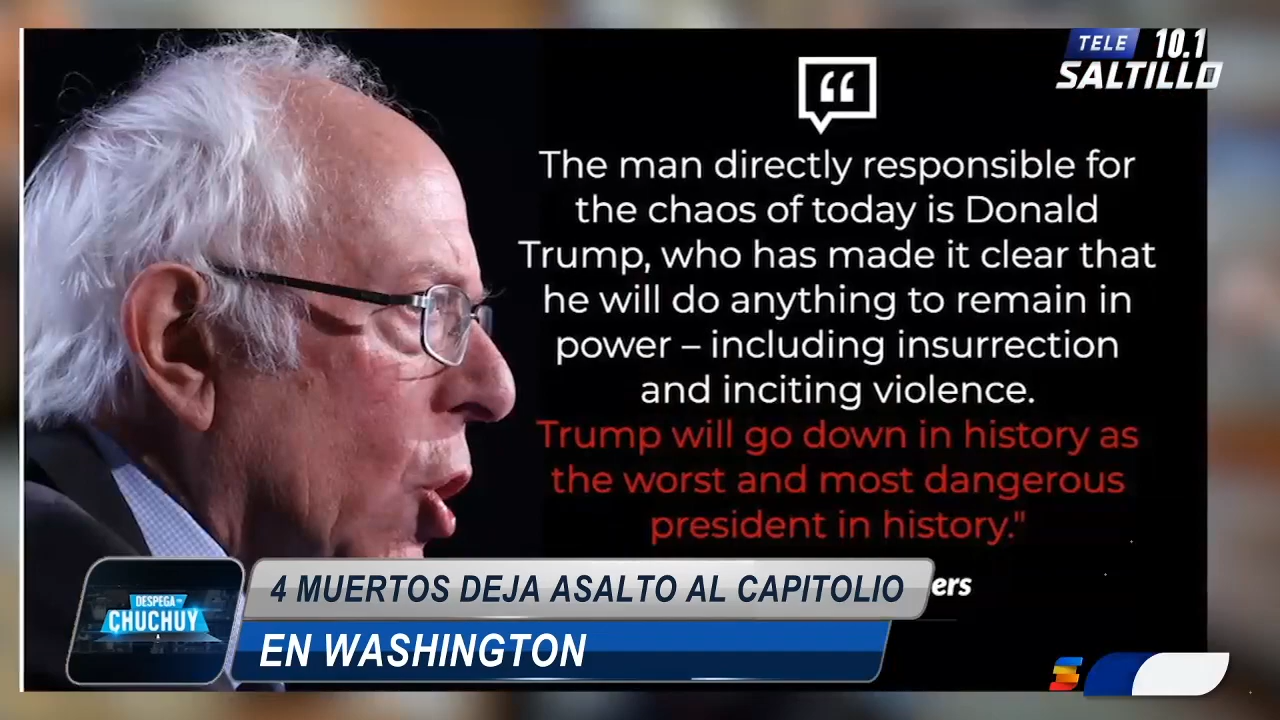 TELE 10.1
SALTILLO
“
The man directly responsible for
the chaos of today is Donald
Trump, who has made it clear that
he will do anything to remain in
power – including insurrection
and inciting violence.
Trump will go down in history as
the worst and most dangerous
president in history."
ers
4 MUERTOS DEJA ASALTO AL CAPITOLIO
EN WASHINGTON
DESPEGA
CHUCHUY